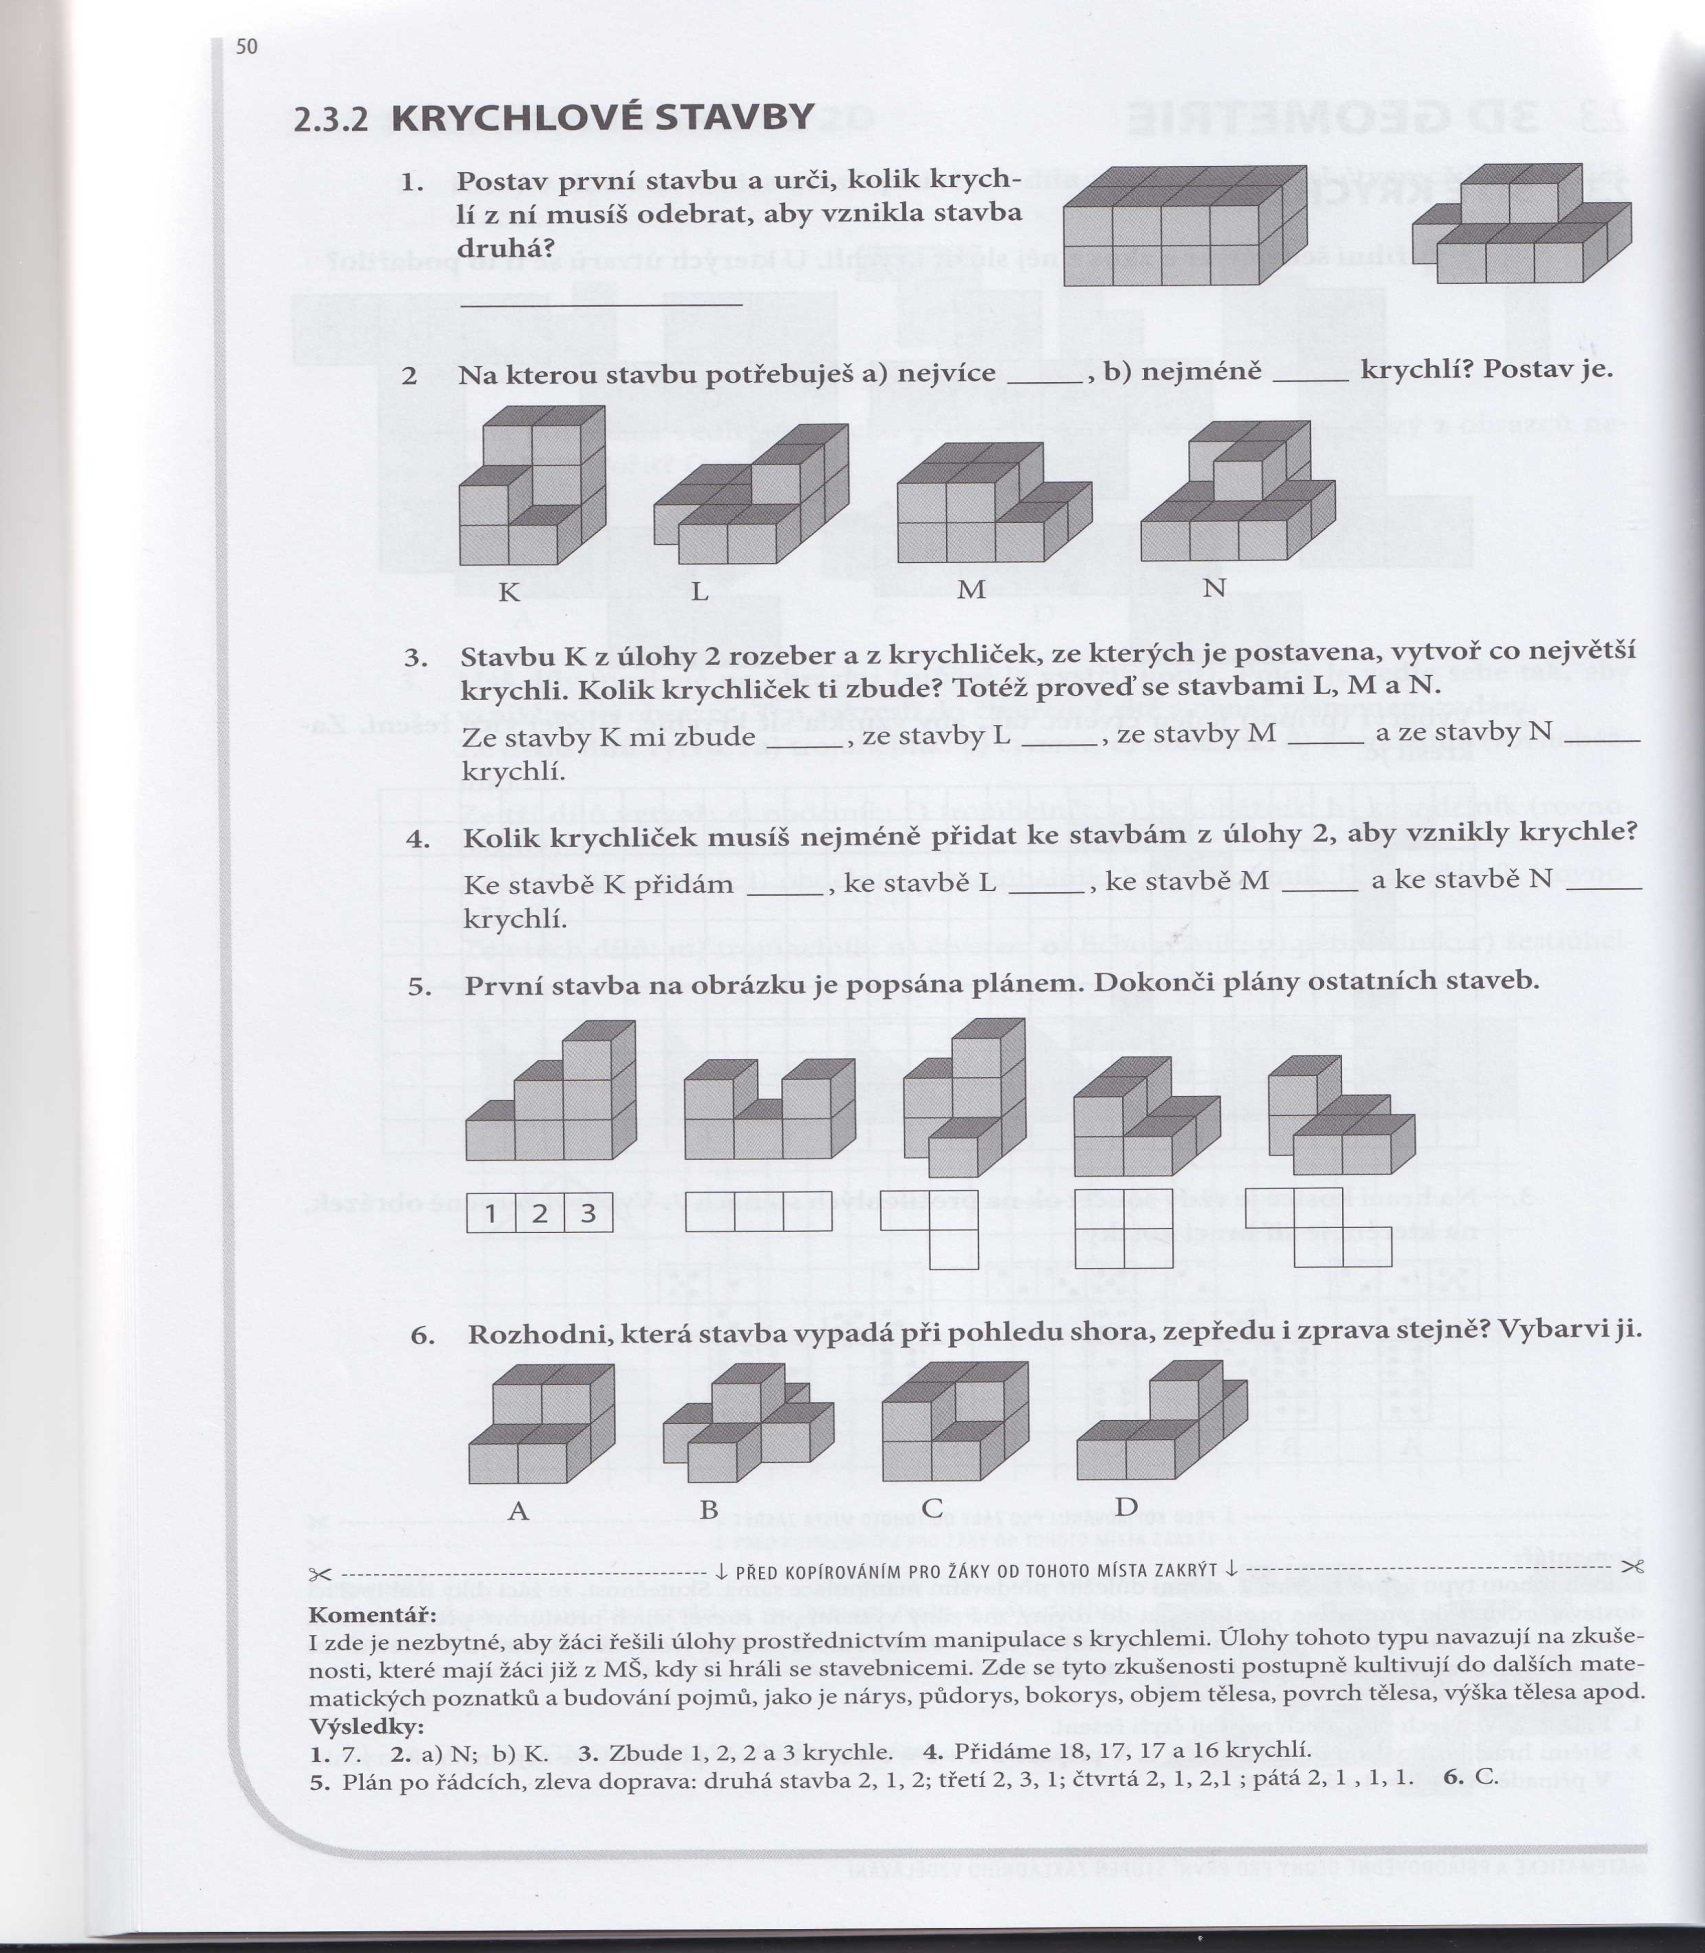 50
2.3.2 KRYCHLOVÉ STAVBY
1. Postav první stavbu a urči, kolik krych-
lí z ní musíš odebrat, aby vznikla stavba
druhá?
2 Na kterou stavbu potřebuješ a) nejvíce _____, b) nejméně _____ krychlí? Postav je.
K L M N
3. Stavbu K z úlohy 2 rozeber a z krychliček, ze kterých je postavena, vytvoř co největší
krychli. Kolik krychliček ti zbude? Totéž proveď se stavbami L, M a N.
Ze stavby K mi zbude _____, ze stavby L _____, ze stavby M _____ a ze stavby N _____
krychlí.
4. Kolik krychliček musíš nejméně přidat ke stavbám z úlohy 2, aby vznikly krychle?
Ke stavbě K přidám _____, ke stavbě L _____, ke stavbě M _____ a ke stavbě N _____
krychlí.
5. První stavba na obrázku je popsána plánem. Dokonči plány ostatních staveb.
1 2 3
6. Rozhodni, která stavba vypadá při pohledu shora, zepředu i zprava stejně? Vybarvi ji.
A B C D
↓ PŘED KOPÍROVÁNÍM PRO ŽÁKY OD TOHOTO MÍSTA ZAKRÝT ↓
Komentář:
I zde je nezbytné, aby žáci řešili úlohy prostřednictvím manipulace s krychlemi. Úlohy tohoto typu navazují na zkuše-
nosti, které mají žáci již z MŠ, kdy si hráli se stavebnicemi. Zde se tyto zkušenosti postupně kultivují do dalších mate-
matických poznatků a budování pojmů, jako je nárys, půdorys, bokorys, objem tělesa, povrch tělesa, výška tělesa apod.
Výsledky:
1. 7. 2. a) N; b) K. 3. Zbude 1, 2, 2 a 3 krychle. 4. Přidáme 18, 17, 17 a 16 krychlí.
5. Plán po řádcích, zleva doprava: druhá stavba 2, 1, 2; třetí 2, 3, 1; čtvrtá 2, 1, 2,1 ; pátá 2, 1 , 1, 1. 6. C.